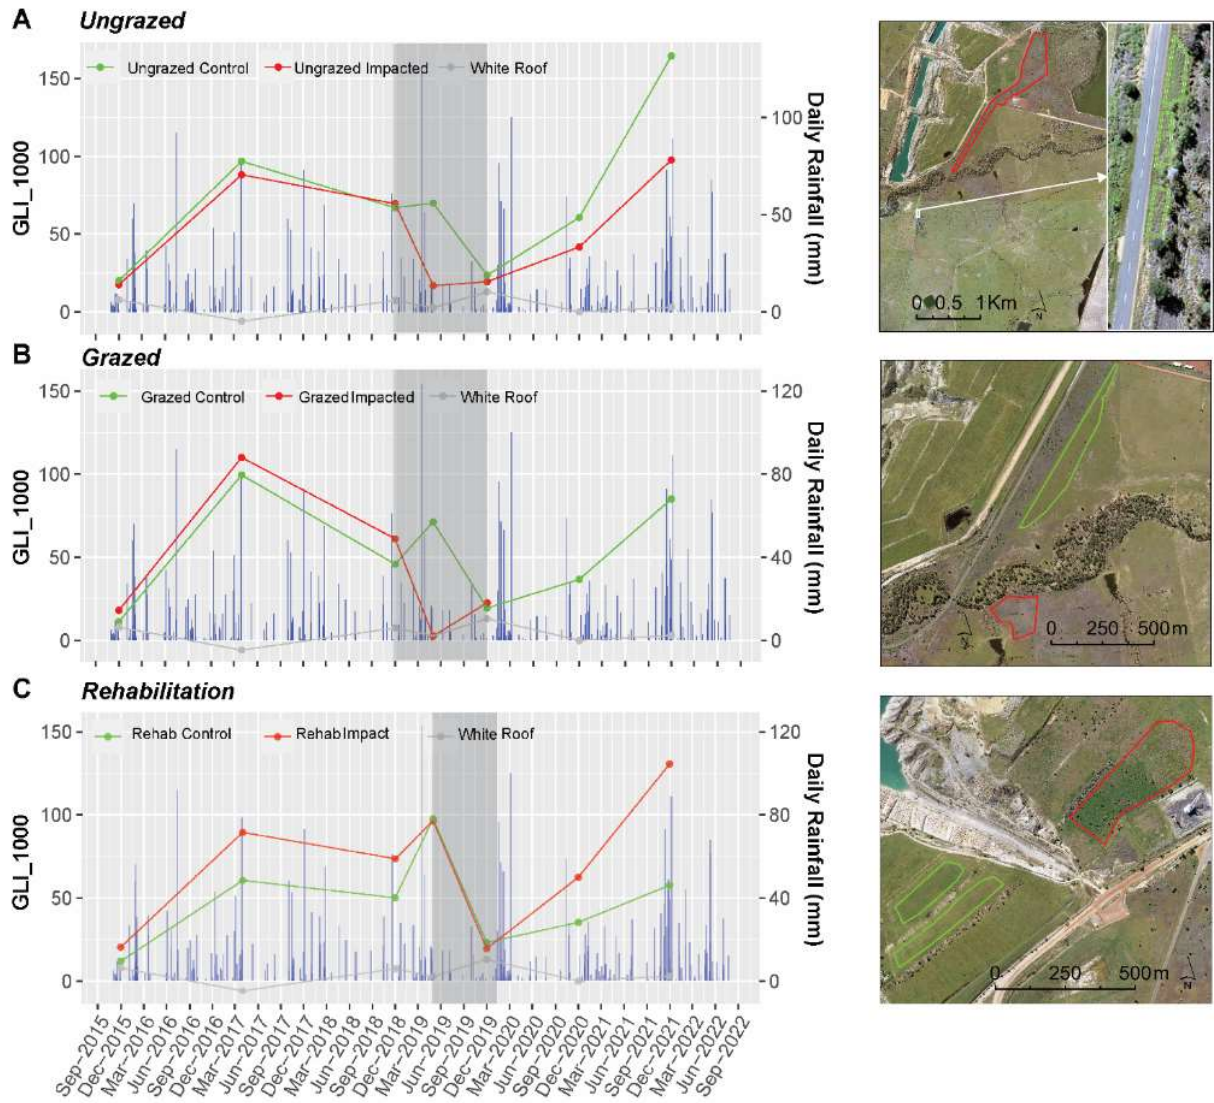 A Ungrazed
Ungrazed Control Ungrazed Impacted White Roof
GLI_1000
150
100
50
0
100
50
0
Daily Rainfall (mm)
0 0.5 1Km
N
B Grazed
Grazed Control Grazed Impacted White Roof
GLI_1000
150
100
50
0
120
80
40
0
Daily Rainfall (mm)
0 250 500m
N
C Rehabilitation
Rehab Control Rehab Impact White Roof
GLI_1000
150
100
50
0
120
80
40
0
Daily Rainfall (mm)
0 250 500m
N
Sep−2015
Dec−2015
Mar−2016
Jun−2016
Sep−2016
Dec−2016
Mar−2017
Jun−2017
Sep−2017
Dec−2017
Mar−2018
Jun−2018
Sep−2018
Dec−2018
Mar−2019
Jun−2019
Sep−2019
Dec−2019
Mar−2020
Jun−2020
Sep−2020
Dec−2020
Mar−2021
Jun−2021
Sep−2021
Dec−2021
Mar−2022
Jun−2022
Sep−2022